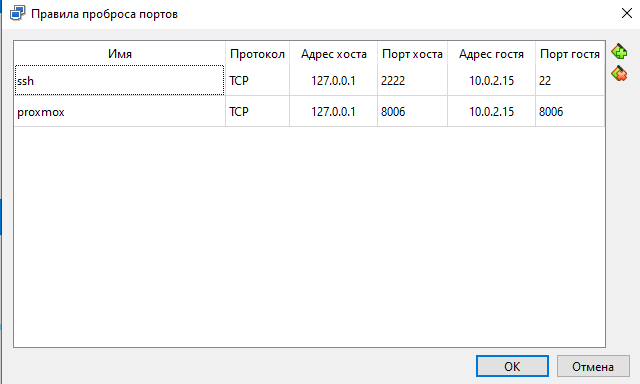 Правила проброса портов
Имя Протокол Адрес хоста Порт хоста Адрес гостя Порт гостя
ssh TCP 127.0.0.1 2222 10.0.2.15 22
proxmox TCP 127.0.0.1 8006 10.0.2.15 8006
OK Отмена